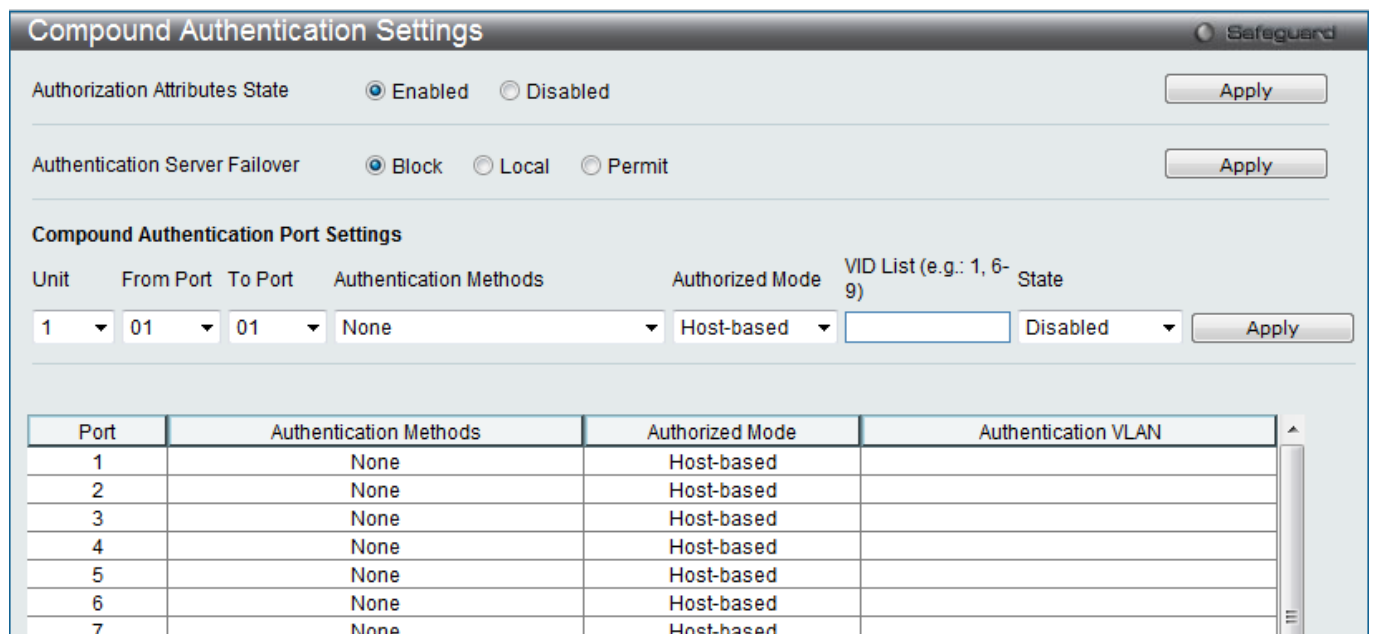 Compound Authentication Settings Safeguard
Authorization Attributes State Enabled Disabled Apply
Authentication Server Failover Block Local Permit Apply
Compound Authentication Port Settings
Unit From Port To Port Authentication Methods Authorized Mode VID List (e.g.: 1, 6-
9) State
1 01 01 None Host-based Disabled Apply
Port Authentication Methods Authorized Mode Authentication VLAN
1 None Host-based
2 None Host-based
3 None Host-based
4 None Host-based
5 None Host-based
6 None Host-based
7 None Host-based